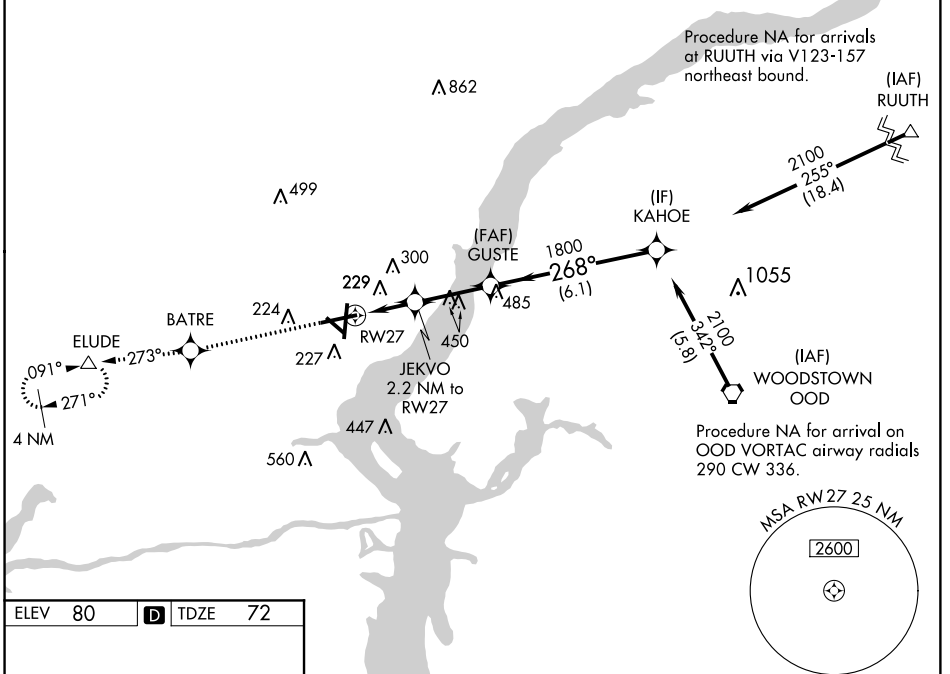 Procedure NA for arrivals
at RUUTH via V123-157
northeast bound.
862
(IAF)
RUUTH
2100
255°
(18.4)
499
(IF)
KAHOE
(FAF)
GUSTE
1800
268°
(6.1)
300
229
485
1055
224
BATRE
RW27
450
227
ELUDE
273°
091°
271°
4 NM
JEKVO
2.2 NM to
RW27
2100
342°
(5.8)
(IAF)
WOODSTOWN
OOD
447
560
Procedure NA for arrival on
OOD VORTAC airway radials
290 CW 336.
MSA RW27 25 NM
2600
ELEV 80 D TDZE 72